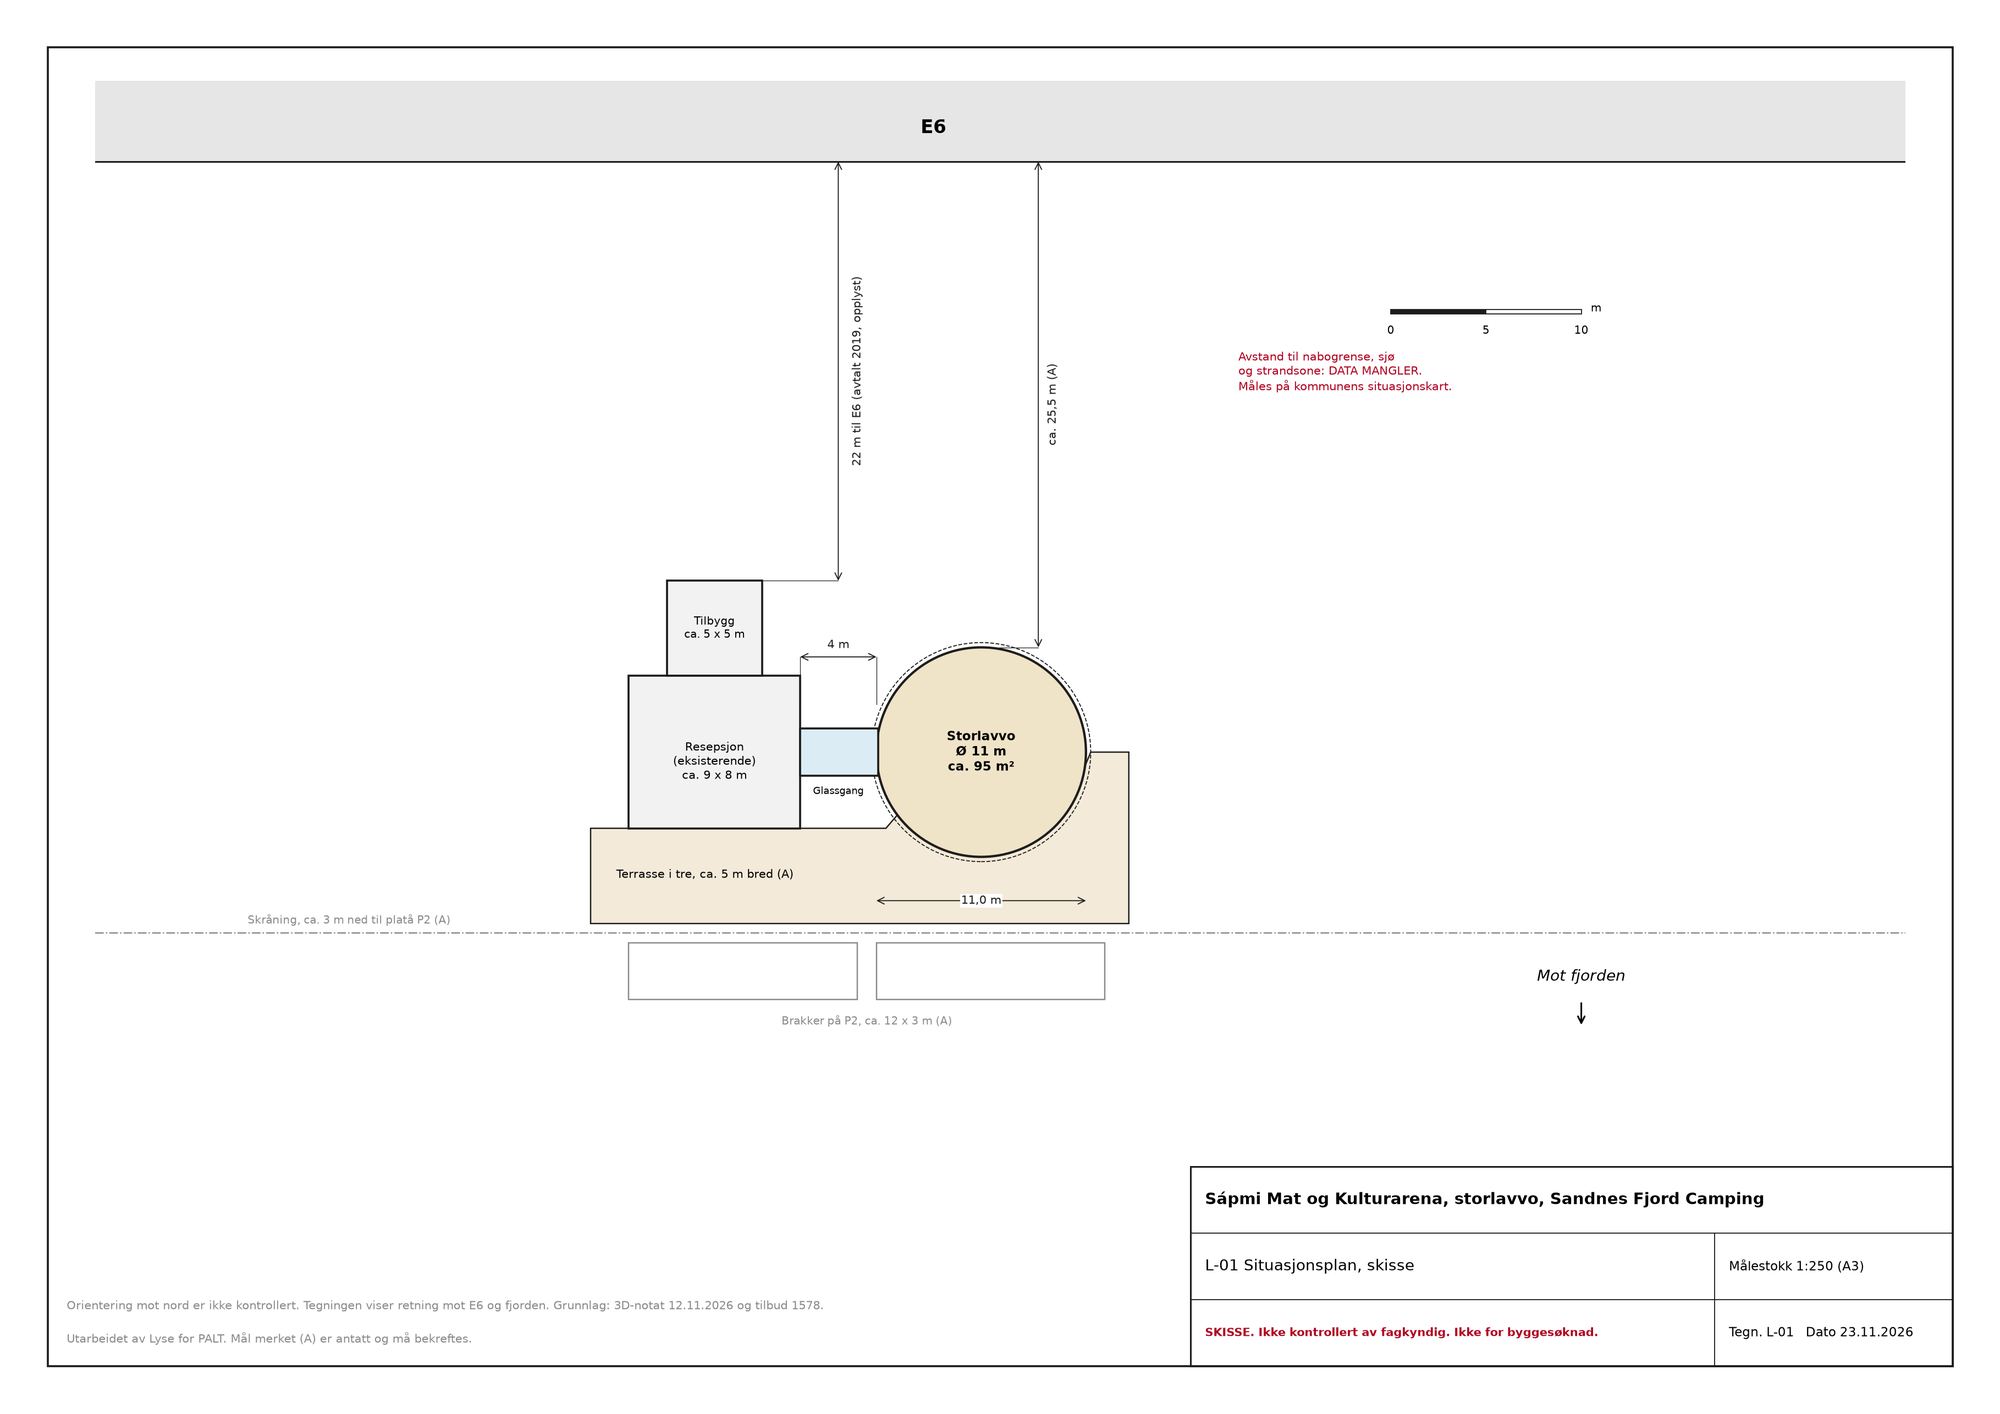 E6
22 m til E6 (avtalt 2019, opplyst)
ca. 25,5 m (A)
m
0 5 10
Avstand til nabogrense, sjø
og strandsone: DATA MANGLER.
Måles på kommunens situasjonskart.
Tilbygg
ca. 5 x 5 m
4 m
Resepsjon
(eksisterende)
ca. 9 x 8 m
Glassgang
Storlavvo
Ø 11 m
ca. 95 m²
Terrasse i tre, ca. 5 m bred (A)
11,0 m
Skråning, ca. 3 m ned til platå P2 (A)
Mot fjorden
Brakker på P2, ca. 12 x 3 m (A)
Sápmi Mat og Kulturarena, storlavvo, Sandnes Fjord Camping
L-01 Situasjonsplan, skisse
Målestokk 1:250 (A3)
SKISSE. Ikke kontrollert av fagkyndig. Ikke for byggesøknad.
Tegn. L-01 Dato 23.11.2026
Orientering mot nord er ikke kontrollert. Tegningen viser retning mot E6 og fjorden. Grunnlag: 3D-notat 12.11.2026 og tilbud 1578.
Utarbeidet av Lyse for PALT. Mål merket (A) er antatt og må bekreftes.